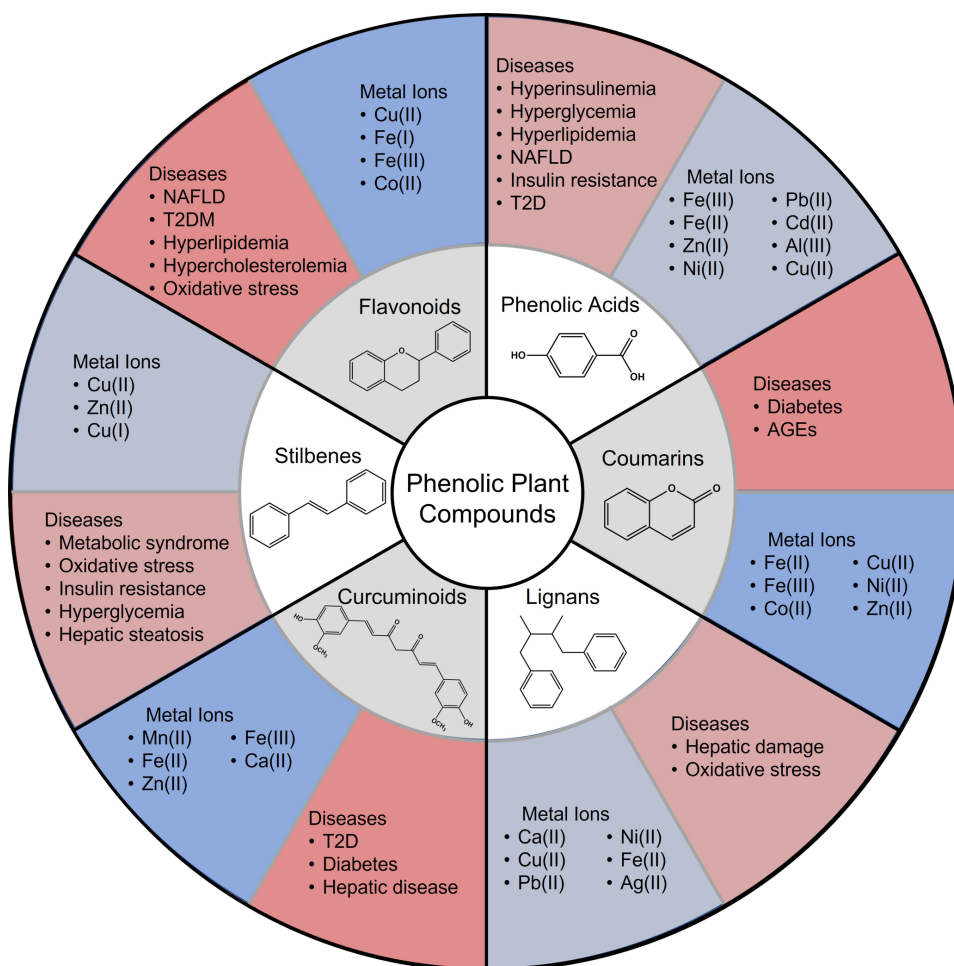 Phenolic Plant
Compounds
Phenolic Acids
HO
O
OH
Diseases
• Hyperinsulinemia
• Hyperglycemia
• Hyperlipidemia
• NAFLD
• Insulin resistance
• T2D
Metal Ions
• Fe(III)
• Fe(II)
• Zn(II)
• Ni(II)
• Pb(II)
• Cd(II)
• Al(III)
• Cu(II)
Coumarins
O
O
Diseases
• Diabetes
• AGEs
Metal Ions
• Fe(II)
• Fe(III)
• Co(II)
• Cu(II)
• Ni(II)
• Zn(II)
Lignans
Diseases
• Hepatic damage
• Oxidative stress
Metal Ions
• Ca(II)
• Cu(II)
• Pb(II)
• Ni(II)
• Fe(II)
• Ag(II)
Curcuminoids
HO
OCH3
O
O
OCH3
OH
Diseases
• T2D
• Diabetes
• Hepatic disease
Metal Ions
• Mn(II)
• Fe(II)
• Zn(II)
• Fe(III)
• Ca(II)
Stilbenes
Diseases
• Metabolic syndrome
• Oxidative stress
• Insulin resistance
• Hyperglycemia
• Hepatic steatosis
Metal Ions
• Cu(II)
• Zn(II)
• Cu(I)
Flavonoids
O
Diseases
• NAFLD
• T2DM
• Hyperlipidemia
• Hypercholesterolemia
• Oxidative stress
Metal Ions
• Cu(II)
• Fe(I)
• Fe(III)
• Co(II)